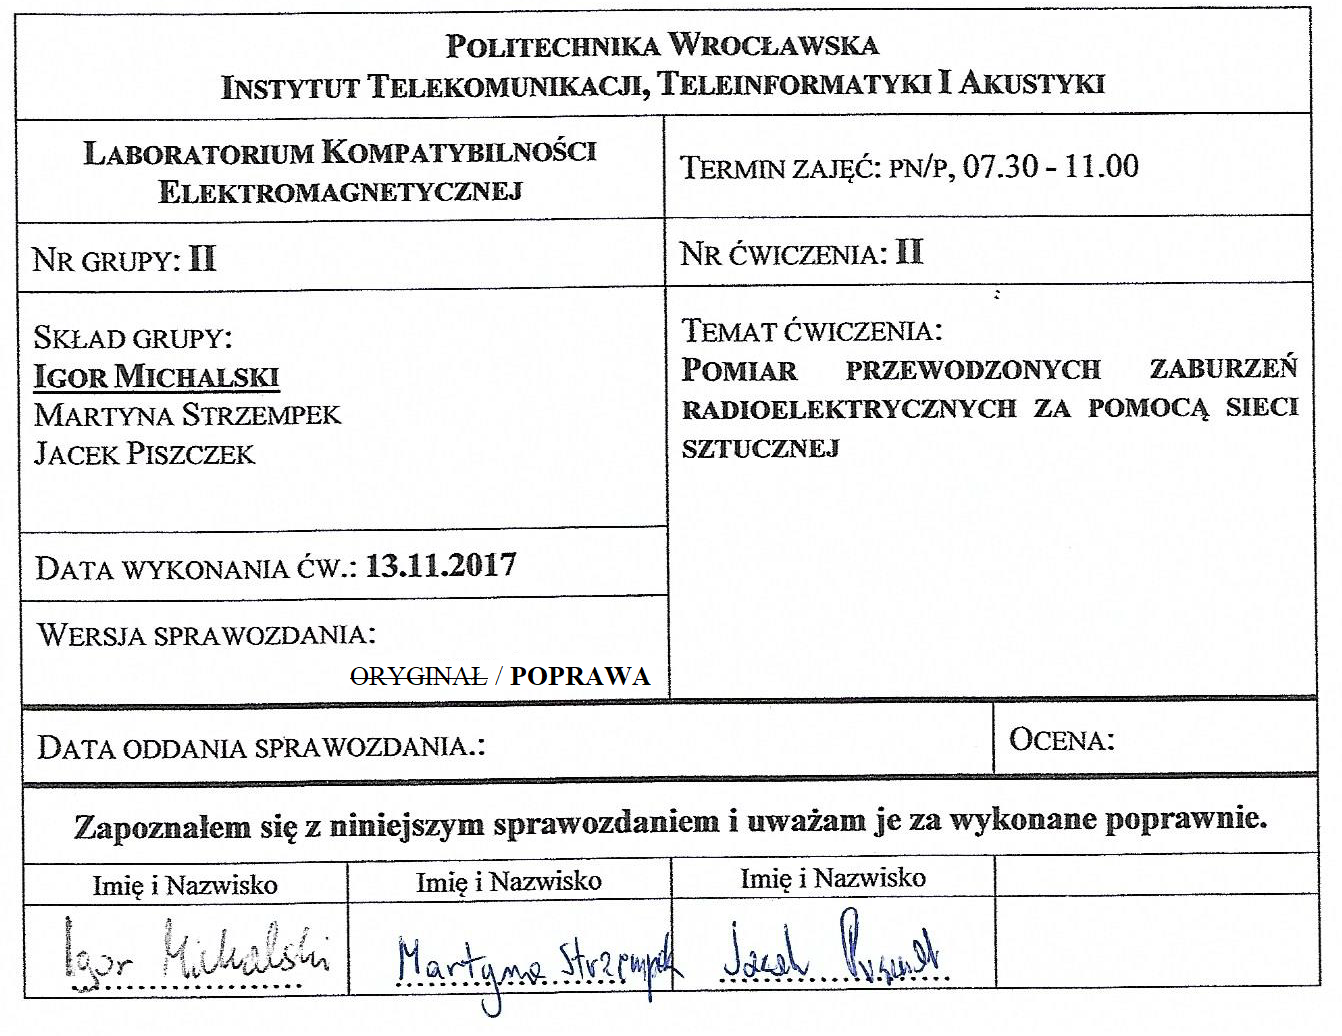 POLITECHNIKA WROCŁAWSKA
INSTYTUT TELEKOMUNIKACJI, TELEINFORMATYKI I AKUSTYKI
LABORATORIUM KOMPATYBILNOŚCI
ELEKTROMAGNETYCZNEJ
TERMIN ZAJĘĆ: PN/P, 07.30 - 11.00
NR GRUPY: II
NR ĆWICZENIA: II
SKŁAD GRUPY:
IGOR MICHALSKI
MARTYNA STRZEMPEK
JACEK PISZCZEK
TEMAT ĆWICZENIA:
POMIAR PRZEWODZONYCH ZABURZEŃ
RADIOELEKTRYCZNYCH ZA POMOCĄ SIECI
SZTUCZNEJ
DATA WYKONANIA ĆW.: 13.11.2017
WERSJA SPRAWOZDANIA:
ORYGINAŁ / POPRAWA
DATA ODDANIA SPRAWOZDANIA.:
OCENA:
Zapoznałem się z niniejszym sprawozdaniem i uważam je za wykonane poprawnie.
Imię i Nazwisko
Imię i Nazwisko
Imię i Nazwisko
Igor Michalski
Martyna Strzempek
Jacek Piszczek